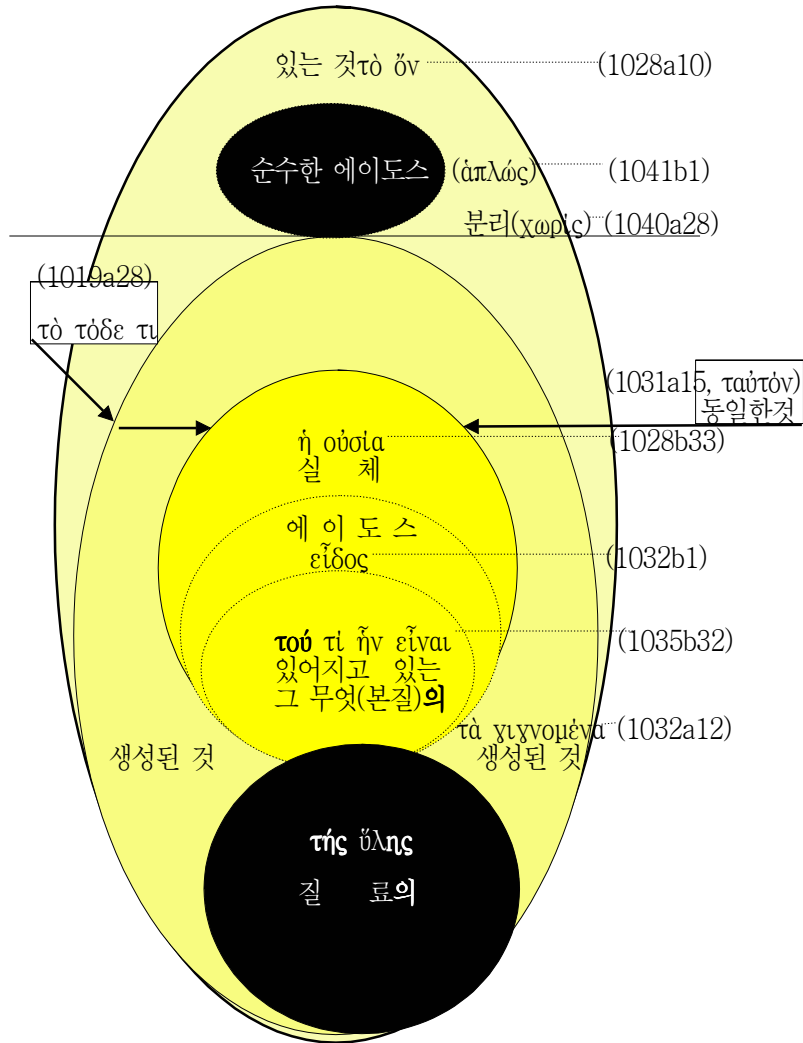 있는 것τὸ ὄν (1028a10)
순수한 에이도스 (ἁπλώς) (1041b1)
분리(χωρίς) (1040a28)
(1019a28)
τὸ τόδε τι
(1031a15, ταὐτόν)
동일한것
ἡ οὐσία (1028b33)
실 체
에 이 도 스
εἶδος (1032b1)
τού τί ἦν εἶναι (1035b32)
있어지고 있는
그 무엇(본질)의
τὰ γιγνομένα (1032a12)
생성된 것 생성된 것
τής ὕλης
질 료의